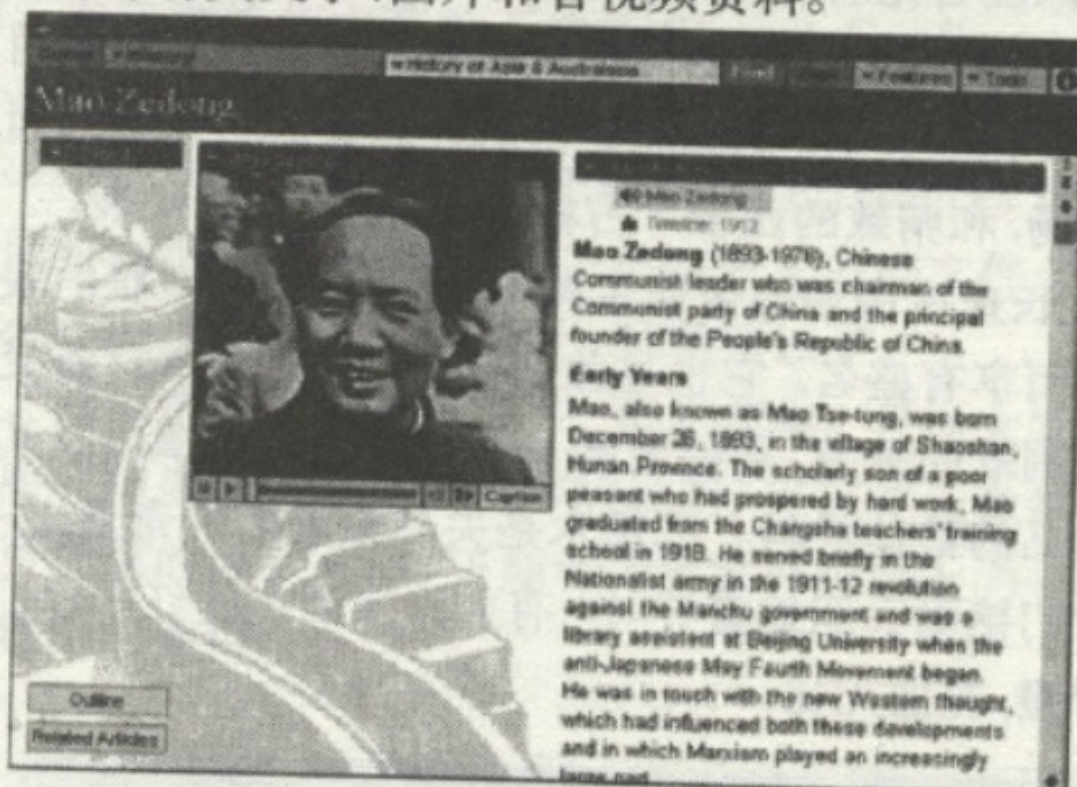 图片和音视频资料。
History of Asia & Australasia
Find
Features
Tools
Mao Zedong
Mao Zedong
Timeline: 1912
Mao Zedong (1893-1976), Chinese
Communist leader who was chairman of the
Communist party of China and the principal
founder of the People's Republic of China.
Early Years
Mao, also known as Mao Tse-tung, was born
December 26, 1893, in the village of Shaoshan,
Hunan Province. The scholarly son of a poor
peasant who had prospered by hard work, Mao
graduated from the Changsha teachers' training
school in 1918. He served briefly in the
Nationalist army in the 1911-12 revolution
against the Manchu government and was a
library assistant at Beijing University when the
anti-Japanese May Fourth Movement began.
He was in touch with the new Western thought,
which had influenced both these developments
and in which Marxism played an increasingly
large part
Caption
Outline
Related Articles